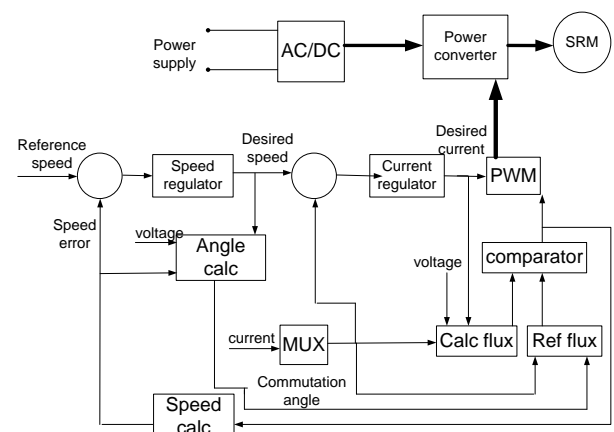 Power
supply
AC/DC
Power
converter
SRM
Reference
speed
Speed
regulator
Desired
speed
Current
regulator
Desired
current
PWM
Speed
error
voltage
Angle
calc
voltage
comparator
current
MUX
Calc flux
Ref flux
Commutation
angle
Speed
calc